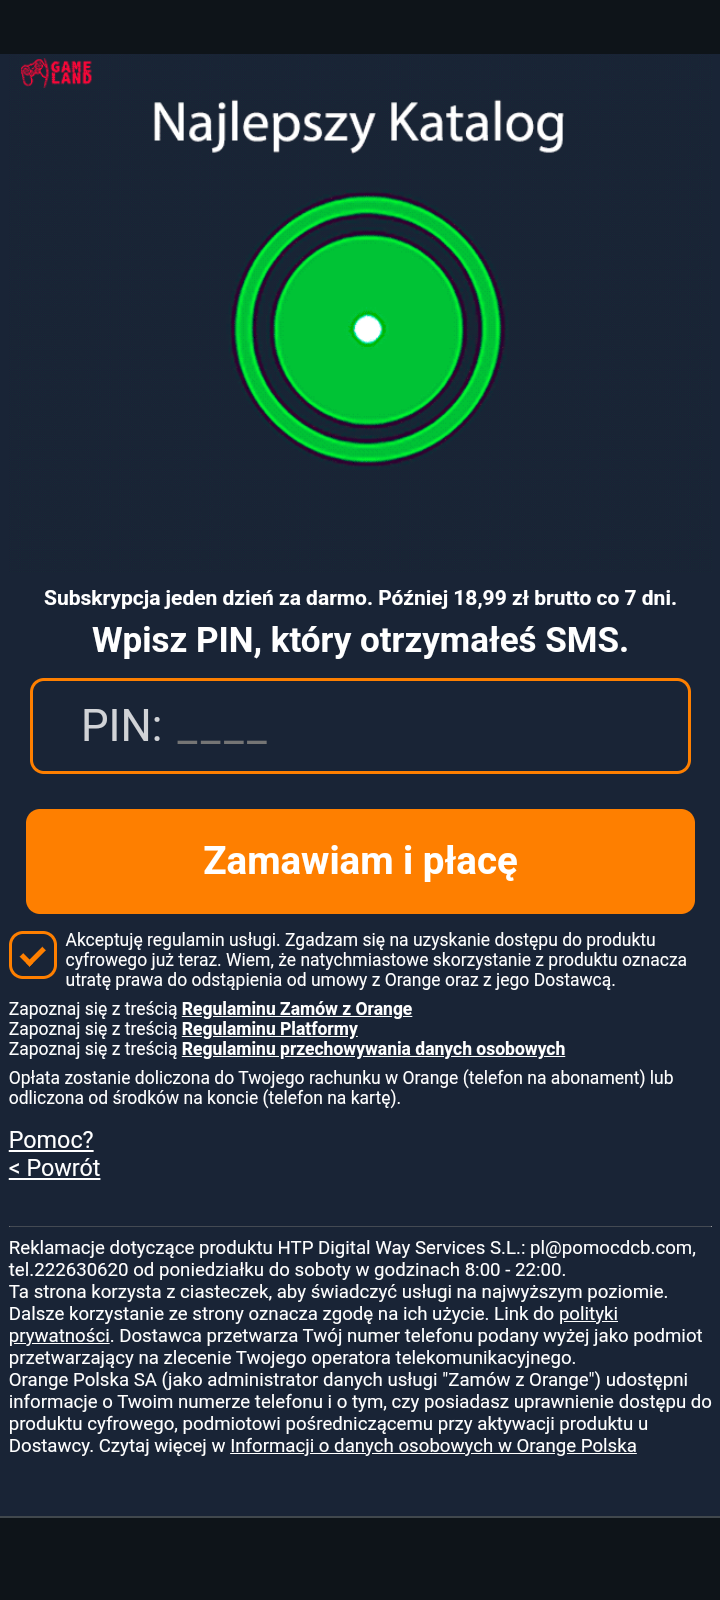 GAME
LAND
Najlepszy Katalog
Subskrypcja jeden dzień za darmo. Później 18,99 zł brutto co 7 dni.
Wpisz PIN, który otrzymałeś SMS.
PIN: _ _ _ _
Zamawiam i płacę
Akceptuję regulamin usługi. Zgadzam się na uzyskanie dostępu do produktu
cyfrowego już teraz. Wiem, że natychmiastowe skorzystanie z produktu oznacza
utratę prawa do odstąpienia od umowy z Orange oraz z jego Dostawcą.
Zapoznaj się z treścią Regulaminu Zamów z Orange
Zapoznaj się z treścią Regulaminu Platformy
Zapoznaj się z treścią Regulaminu przechowywania danych osobowych
Opłata zostanie doliczona do Twojego rachunku w Orange (telefon na abonament) lub
odliczona od środków na koncie (telefon na kartę).
Pomoc?
< Powrót
Reklamacje dotyczące produktu HTP Digital Way Services S.L.: pl@pomocdcb.com,
tel.222630620 od poniedziałku do soboty w godzinach 8:00 - 22:00.
Ta strona korzysta z ciasteczek, aby świadczyć usługi na najwyższym poziomie.
Dalsze korzystanie ze strony oznacza zgodę na ich użycie. Link do polityki
prywatności. Dostawca przetwarza Twój numer telefonu podany wyżej jako podmiot
przetwarzający na zlecenie Twojego operatora telekomunikacyjnego.
Orange Polska SA (jako administrator danych usługi "Zamów z Orange") udostępni
informacje o Twoim numerze telefonu i o tym, czy posiadasz uprawnienie dostępu do
produktu cyfrowego, podmiotowi pośredniczącemu przy aktywacji produktu u
Dostawcy. Czytaj więcej w Informacji o danych osobowych w Orange Polska